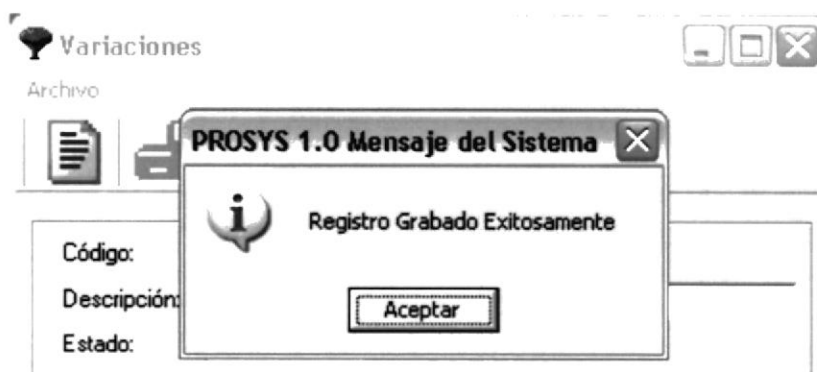 Variaciones
Archivo
PROSYS 1.0 Mensaje del Sistema
Registro Grabado Exitosamente
Código:
Descripción:
Aceptar
Estado: